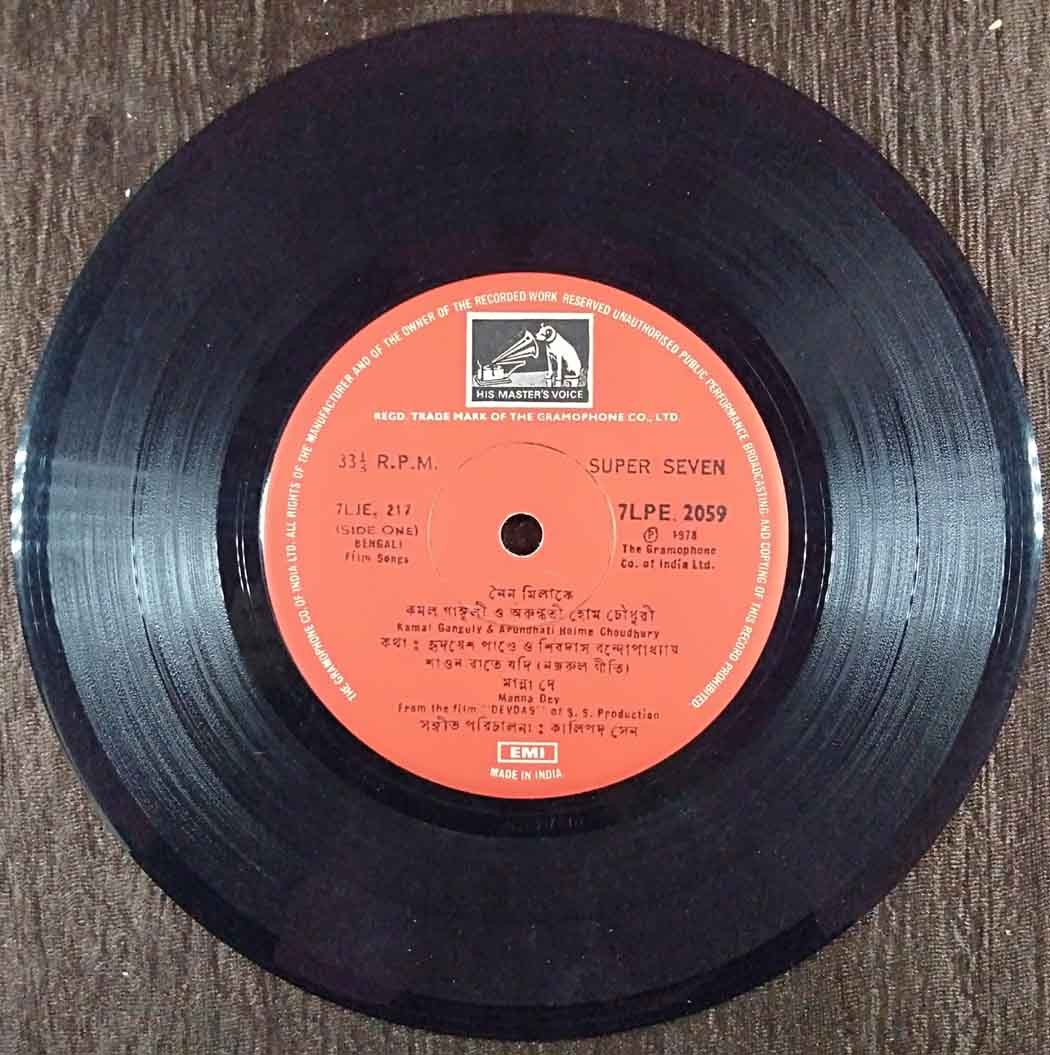 THE GRAMOPHONE CO. OF INDIA LTD. ALL RIGHTS OF THE MANUFACTURER AND OF THE OWNER OF THE RECORDED WORK RESERVED UNAUTHORISED PUBLIC PERFORMANCE BROADCASTING AND COPYING OF THIS RECORD PROHIBITED
HIS MASTER'S VOICE
REGD. TRADE MARK OF THE GRAMOPHONE CO., LTD.
33⅓ R.P.M.
SUPER SEVEN
7LJE. 217
7LPE. 2059
(SIDE ONE)
Ⓟ 1978
BENGALI
The Gramophone
Film Songs
Co. of India Ltd.
নৈন মিলাকে
কমল গাঙ্গুলী ও অরুন্ধতী হোম চৌধুরী
Kamal Ganguly & Arundhati Holme Choudhury
কথা : হৃদয়েশ পাণ্ডে ও শিবদাস বন্দোপাধ্যায়
শাওন রাতে যদি (নজরুল গীতি)
মান্না দে
Manna Dey
From the film "DEVDAS" of S. S. Production
সঙ্গীত পরিচালনা : কালিপদ সেন
EMI
MADE IN INDIA